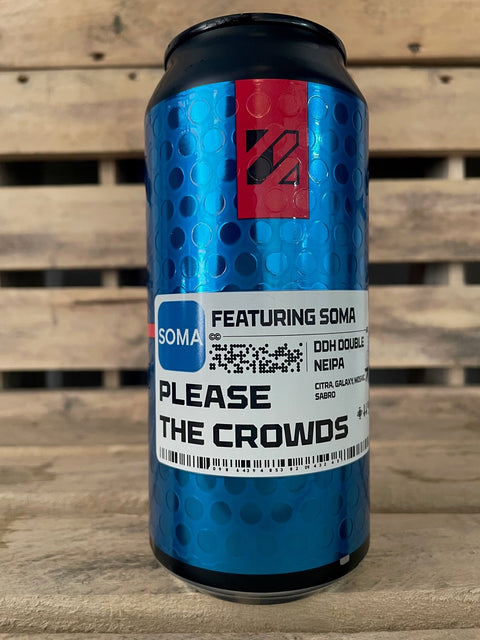 FEATURING SOMA
SOMA
DDH DOUBLE
NEIPA
CITRA, GALAXY, MOSAIC,
SABRO
PLEASE
THE CROWDS